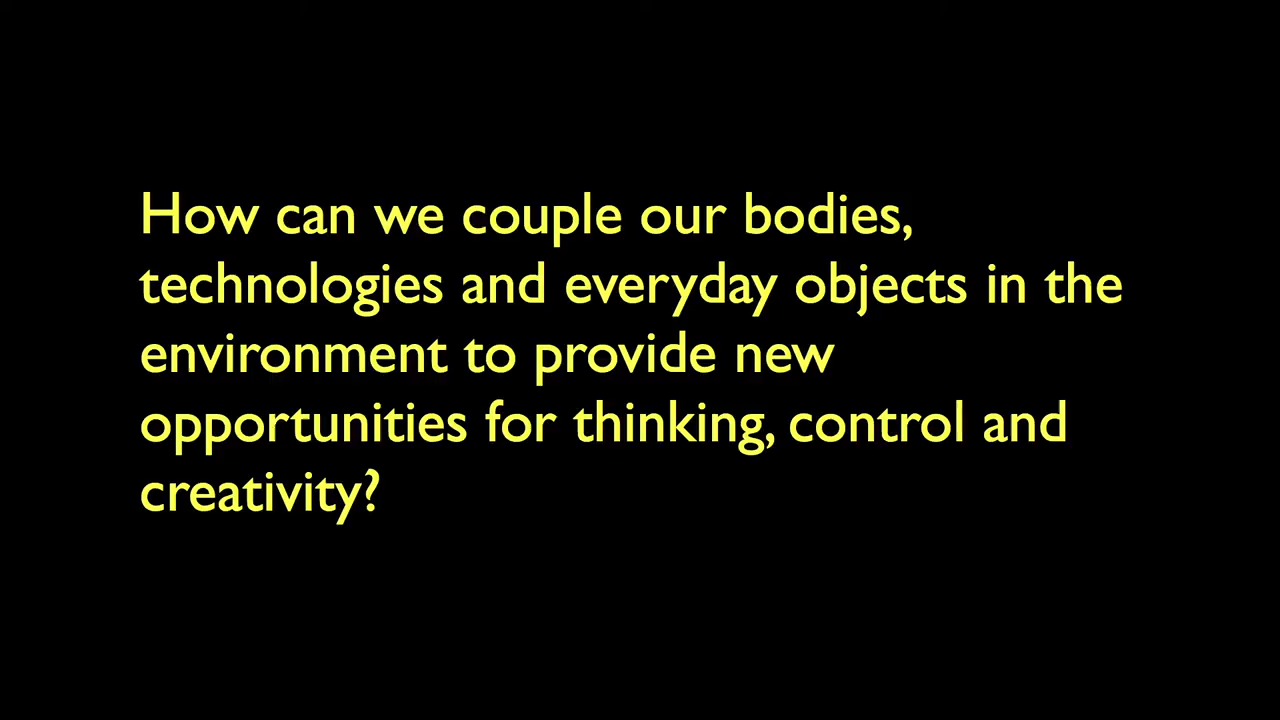 How can we couple our bodies,
technologies and everyday objects in the
environment to provide new
opportunities for thinking, control and
creativity?